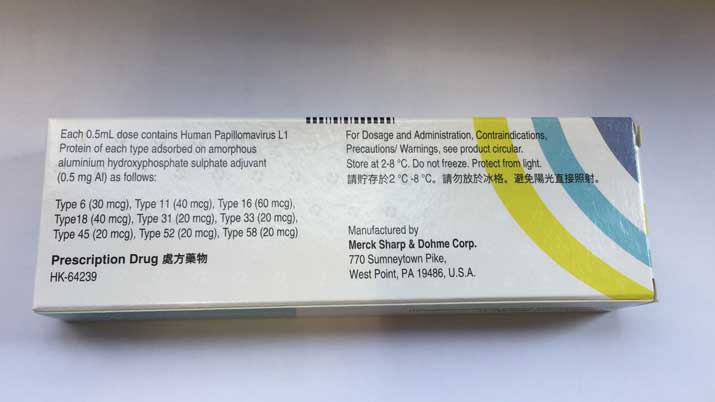 Each 0.5mL dose contains Human Papillomavirus L1
Protein of each type adsorbed on amorphous
aluminium hydroxyphosphate sulphate adjuvant
(0.5 mg Al) as follows:
Type 6 (30 mcg), Type 11 (40 mcg), Type 16 (60 mcg),
Type18 (40 mcg), Type 31 (20 mcg), Type 33 (20 mcg),
Type 45 (20 mcg), Type 52 (20 mcg), Type 58 (20 mcg)
Prescription Drug 處方藥物
HK-64239
For Dosage and Administration, Contraindications,
Precautions/ Warnings, see product circular.
Store at 2-8 °C. Do not freeze. Protect from light.
請貯存於2 °C -8 °C。請勿放於冰格。避免陽光直接照射。
Manufactured by
Merck Sharp & Dohme Corp.
770 Sumneytown Pike,
West Point, PA 19486, U.S.A.